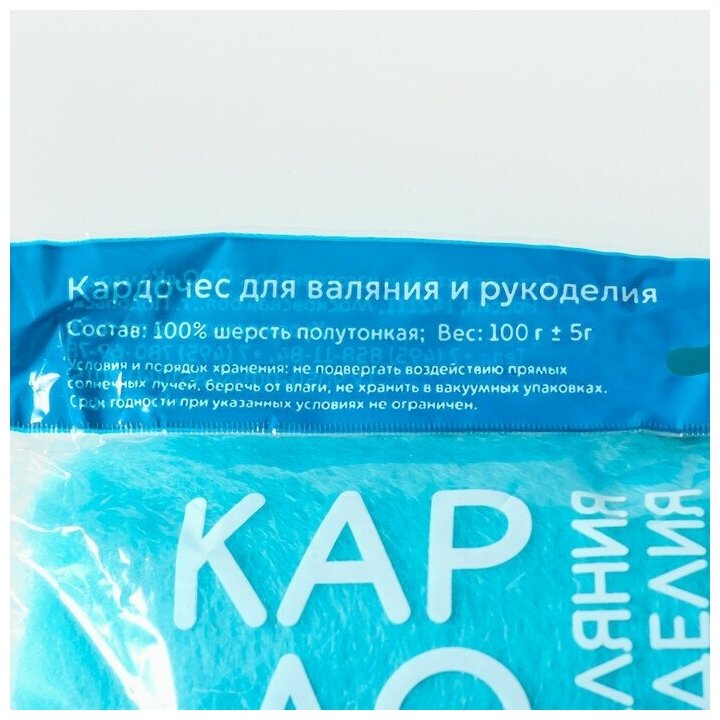 Кардочес для валяния и рукоделия
Состав: 100% шерсть полутонкая; Вес: 100 г ± 5г
Условия и порядок хранения: не подвергать воздействию прямых
солнечных лучей, беречь от влаги, не хранить в вакуумных упаковках.
Срок годности при указанных условиях не ограничен.
КАР